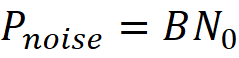 P_noise = BN_0